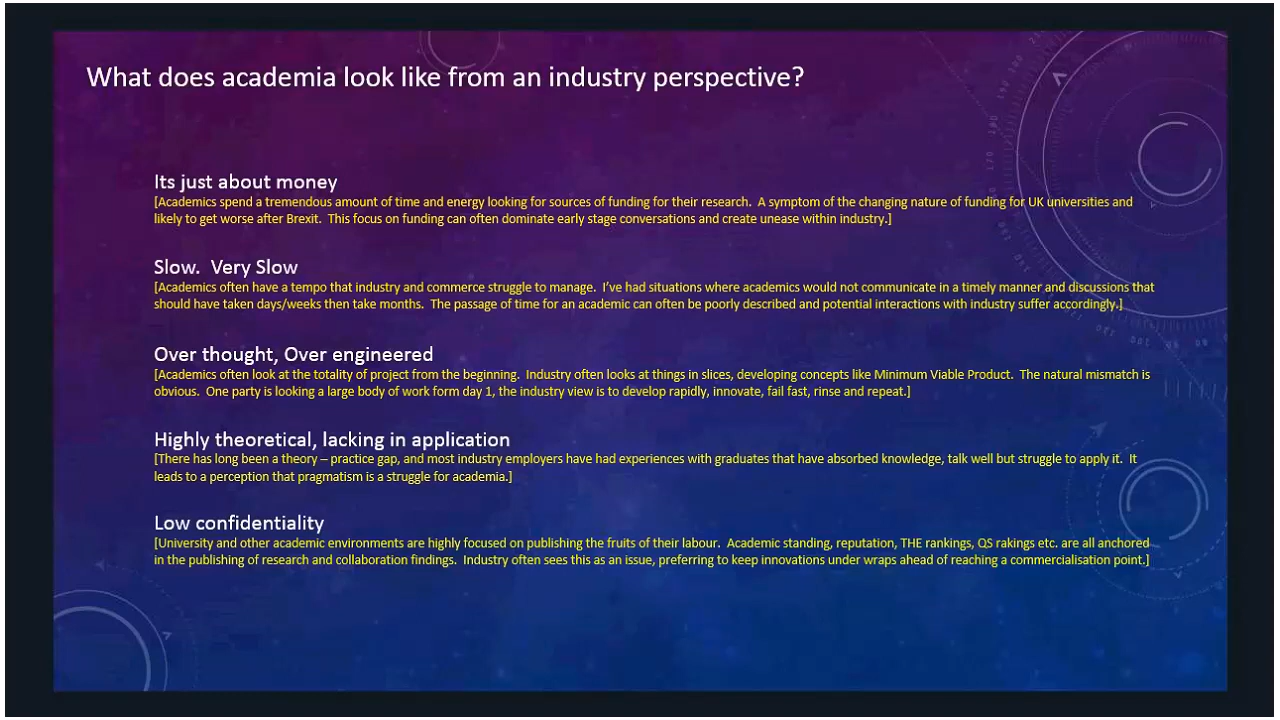 What does academia look like from an industry perspective?
Its just about money
[Academics spend a tremendous amount of time and energy looking for sources of funding for their research.  A symptom of the changing nature of funding for UK universities and
likely to get worse after Brexit.  This focus on funding can often dominate early stage conversations and create unease within industry.]
Slow.  Very Slow
[Academics often have a tempo that industry and commerce struggle to manage.  I've had situations where academics would not communicate in a timely manner and discussions that
should have taken days/weeks then take months.  The passage of time for an academic can often be poorly described and potential interactions with industry suffer accordingly.]
Over thought, Over engineered
[Academics often look at the totality of project from the beginning.  Industry often looks at things in slices, developing concepts like Minimum Viable Product.  The natural mismatch is
obvious.  One party is looking a large body of work form day 1, the industry view is to develop rapidly, innovate, fail fast, rinse and repeat.]
Highly theoretical, lacking in application
[There has long been a theory – practice gap, and most industry employers have had experiences with graduates that have absorbed knowledge, talk well but struggle to apply it.  It
leads to a perception that pragmatism is a struggle for academia.]
Low confidentiality
[University and other academic environments are highly focused on publishing the fruits of their labour.  Academic standing, reputation, THE rankings, QS rakings etc. are all anchored
in the publishing of research and collaboration findings.  Industry often sees this as an issue, preferring to keep innovations under wraps ahead of reaching a commercialisation point.]